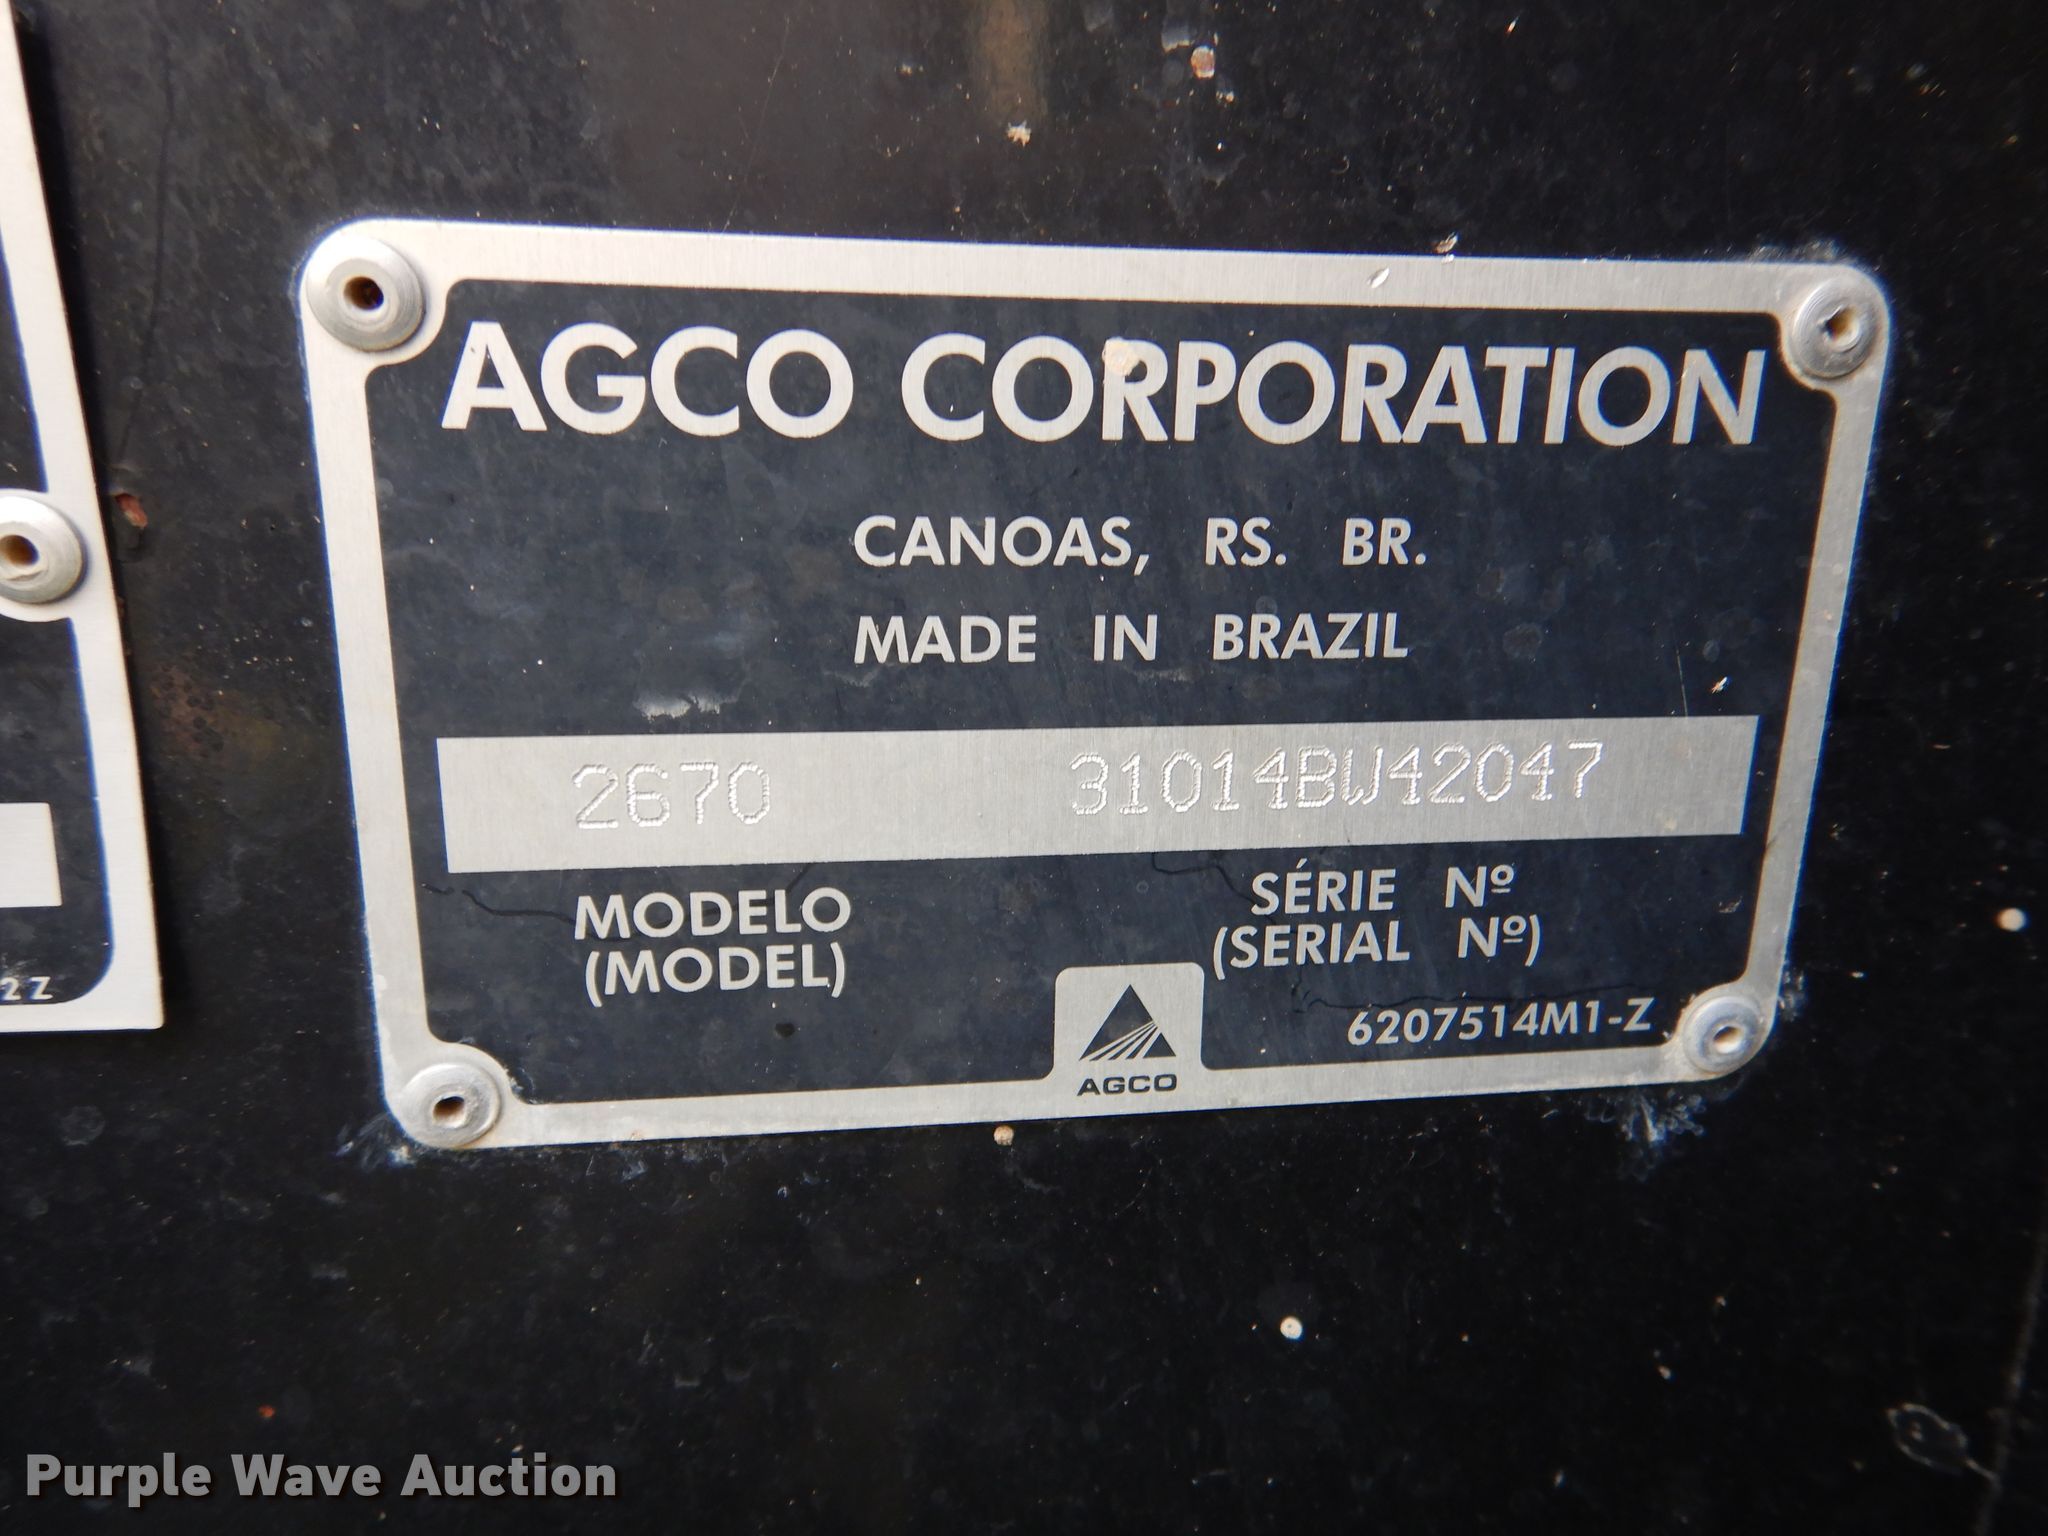 AGCO CORPORATION
CANOAS, RS. BR.
MADE IN BRAZIL
2670 31014BW42047
MODELO SÉRIE Nº
(MODEL) (SERIAL Nº)
6207514M1-Z
AGCO
2Z
Purple Wave Auction